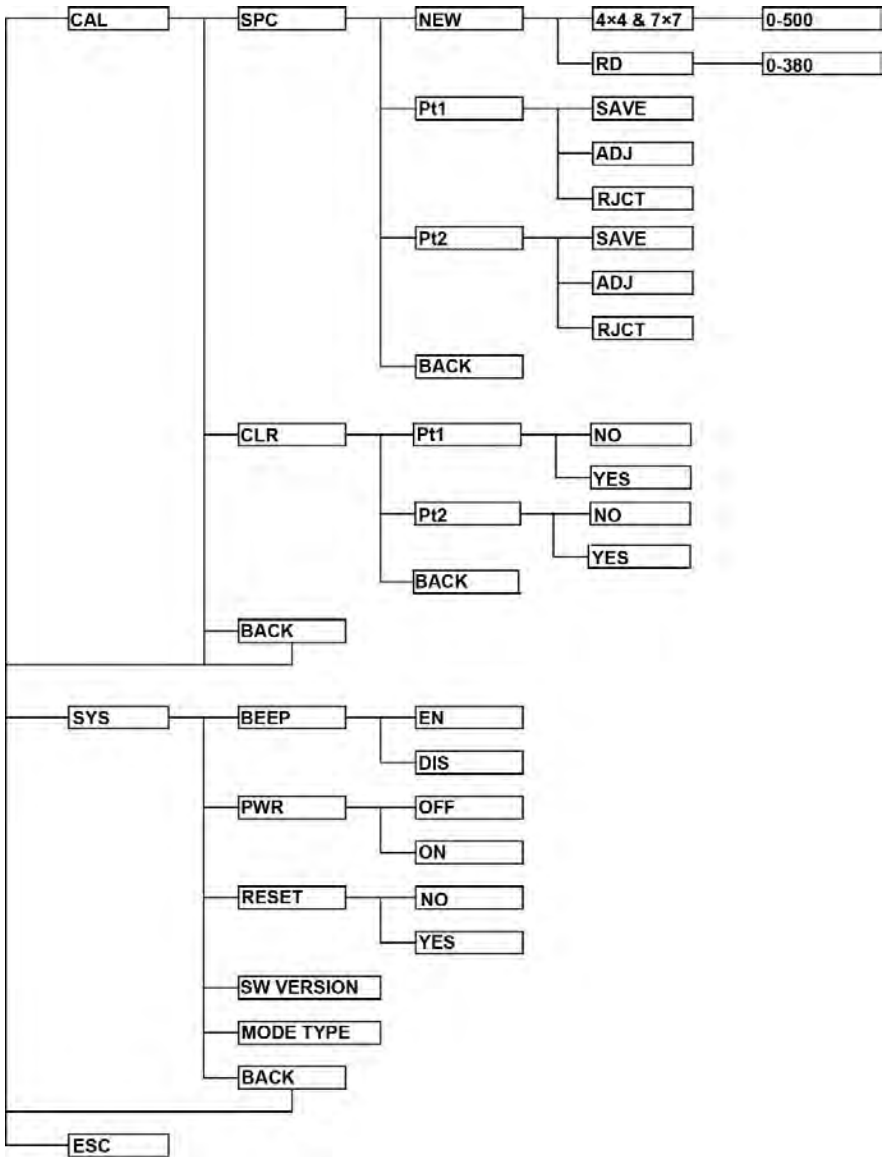 CAL SPC NEW 4×4 & 7×7 0-500
RD 0-380
Pt1 SAVE
ADJ
RJCT
Pt2 SAVE
ADJ
RJCT
BACK
CLR Pt1 NO
YES
Pt2 NO
YES
BACK
BACK
SYS BEEP EN
DIS
PWR OFF
ON
RESET NO
YES
SW VERSION
MODE TYPE
BACK
ESC